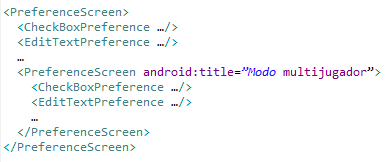 <PreferenceScreen>
<CheckBoxPreference …/>
<EditTextPreference …/>
…
<PreferenceScreen android:title=”Modo multijugador”>
<CheckBoxPreference …/>
<EditTextPreference …/>
…
</PreferenceScreen>
</PreferenceScreen>